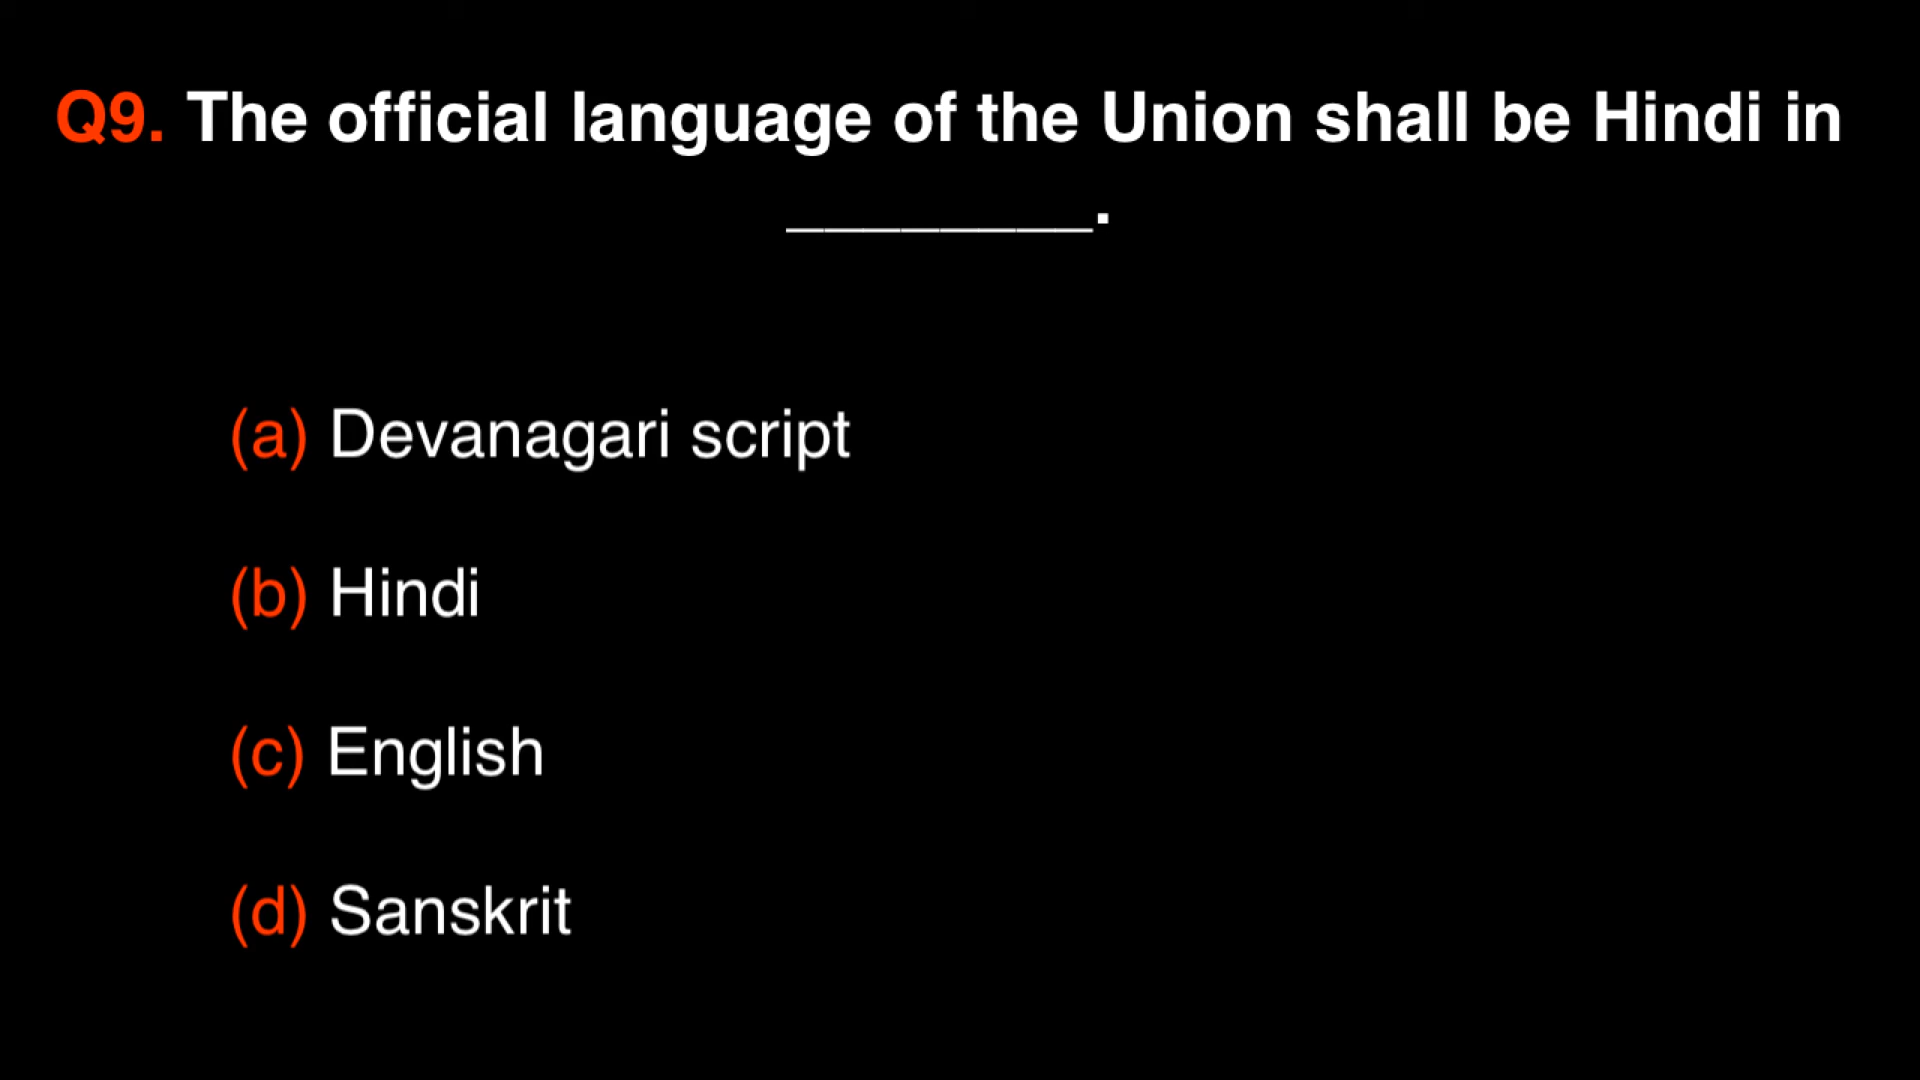 Q9. The official language of the Union shall be Hindi in
________.
(a) Devanagari script
(b) Hindi
(c) English
(d) Sanskrit